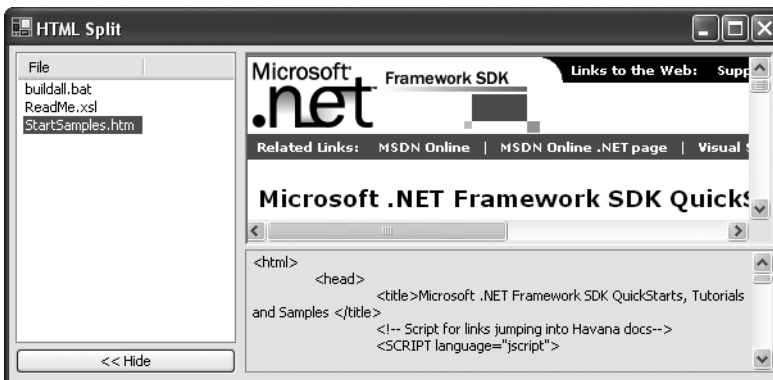 HTML Split
File
buildall.bat
ReadMe.xsl
StartSamples.htm
<< Hide
Microsoft
.net Framework SDK
Links to the Web:
Related Links: MSDN Online | MSDN Online .NET page |
Microsoft .NET Framework SDK
<html>
<head>
<title>Microsoft .NET Framework SDK QuickStarts, Tutorials
and Samples </title>
<!-- Script for links jumping into Havana docs-->
<SCRIPT language="jscript">